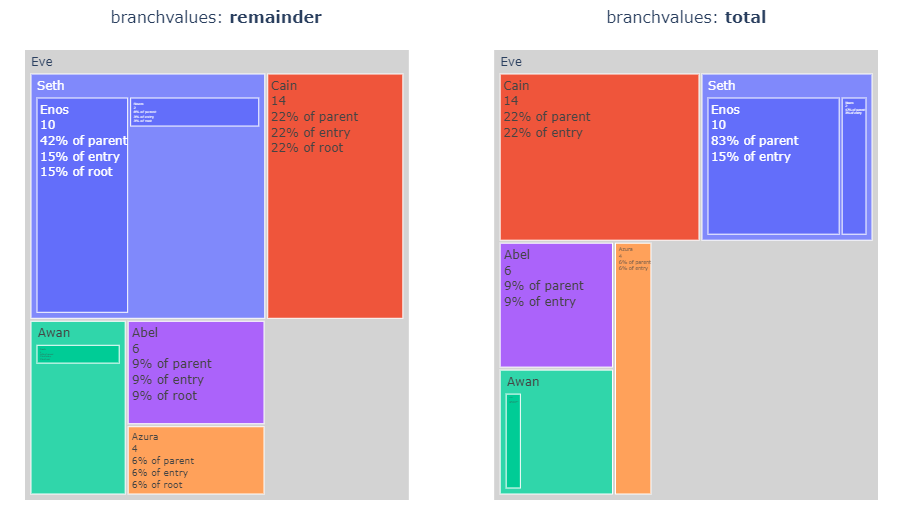 branchvalues: remainder
Eve
Seth
Enos
10
42% of parent
15% of entry
15% of root
Cain
14
22% of parent
22% of entry
22% of root
Awan
Abel
6
9% of parent
9% of entry
9% of root
Azura
4
6% of parent
6% of entry
6% of root
branchvalues: total
Eve
Cain
14
22% of parent
22% of entry
Seth
Enos
10
83% of parent
15% of entry
Abel
6
9% of parent
9% of entry
Azura
4
6% of parent
6% of entry
Awan